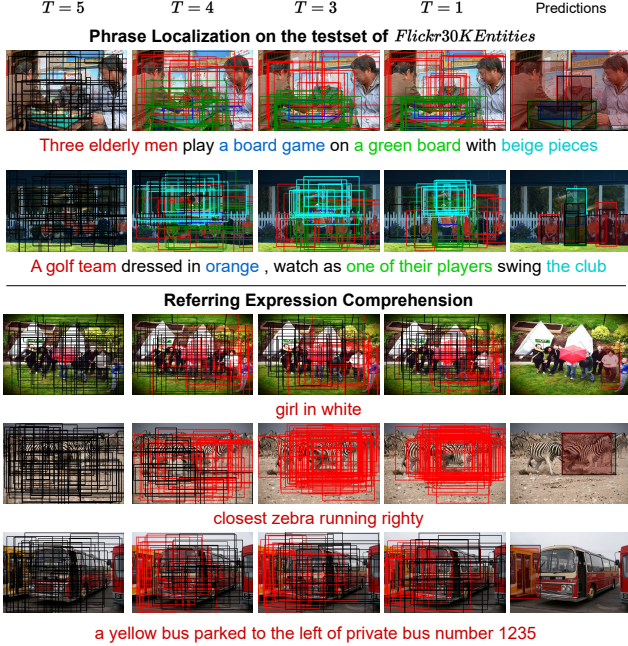 T = 5 T = 4 T = 3 T = 1 Predictions
Phrase Localization on the testset of Flickr30KEntities
Three elderly men play a board game on a green board with beige pieces
A golf team dressed in orange , watch as one of their players swing the club
Referring Expression Comprehension
girl in white
closest zebra running righty
a yellow bus parked to the left of private bus number 1235